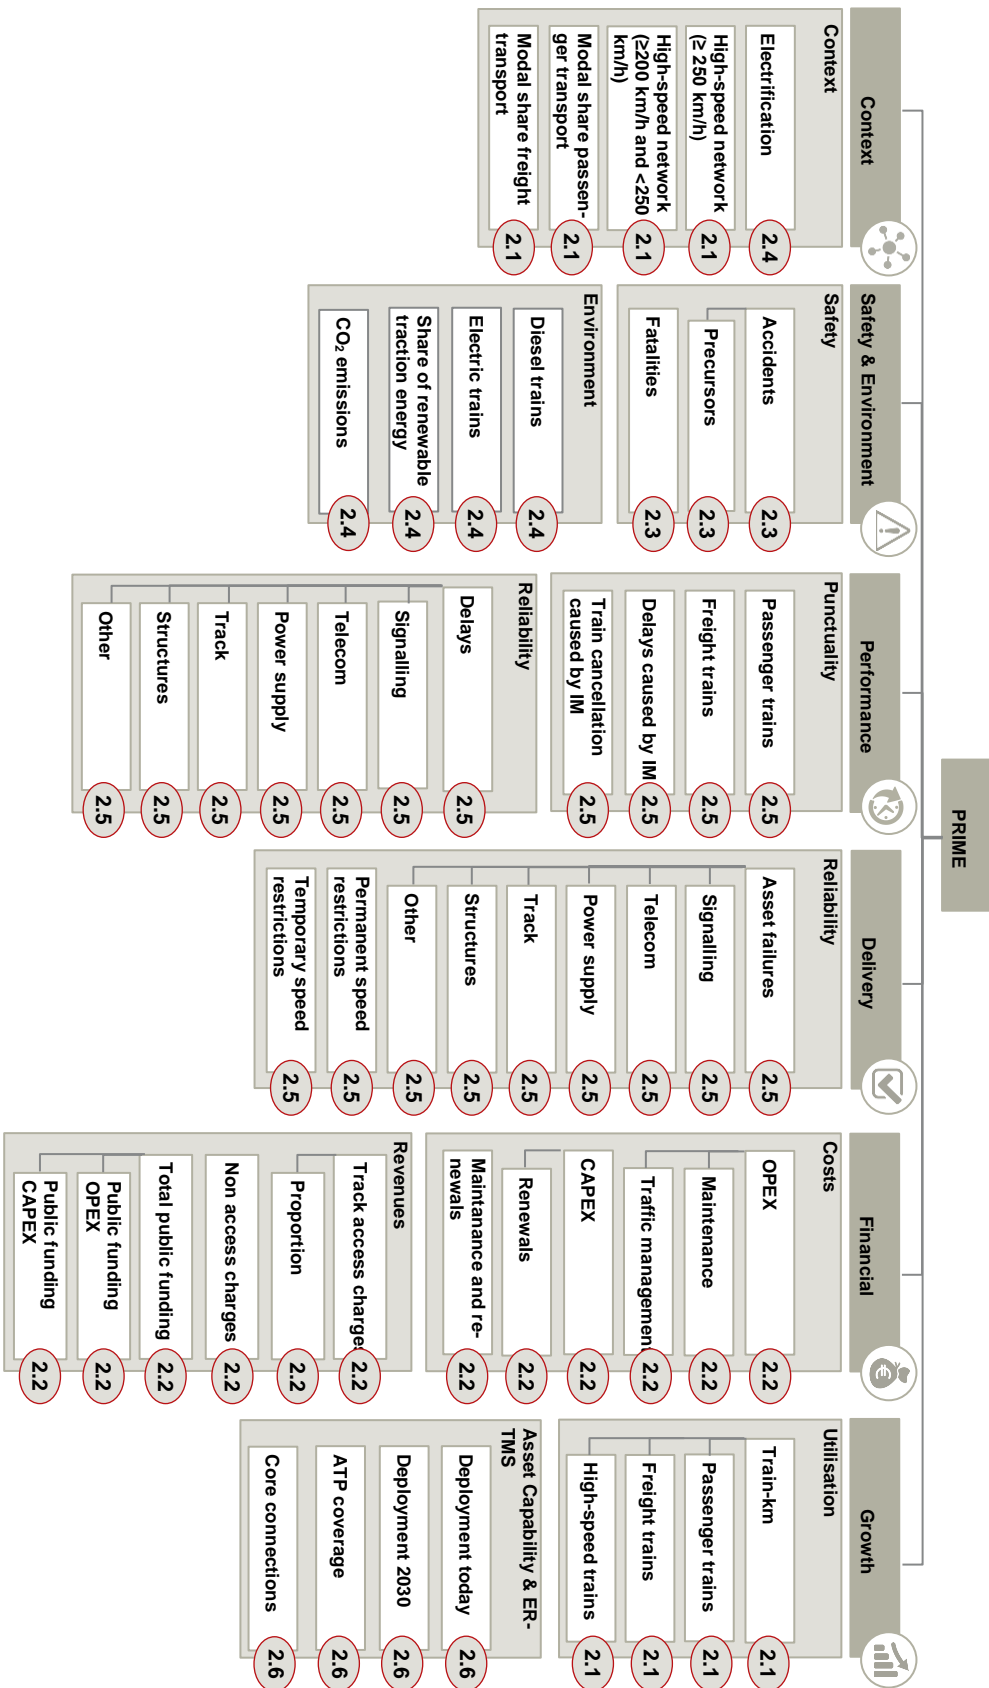 PRIME
Context
Context
Electrification
2.4
High-speed network
(≥ 250 km/h)
2.1
High-speed network
(≥200 km/h and <250
km/h)
2.1
Modal share passen-
ger transport
2.1
Modal share freight
transport
2.1
Safety & Environment
Safety
Accidents
2.3
Precursors
2.3
Fatalities
2.3
Environment
Diesel trains
2.4
Electric trains
2.4
Share of renewable
traction energy
2.4
CO₂ emissions
2.4
Performance
Punctuality
Passenger trains
2.5
Freight trains
2.5
Delays caused by IM
2.5
Train cancellation
caused by IM
2.5
Reliability
Delays
2.5
Signalling
2.5
Telecom
2.5
Power supply
2.5
Track
2.5
Structures
2.5
Other
2.5
Delivery
Reliability
Asset failures
2.5
Signalling
2.5
Telecom
2.5
Power supply
2.5
Track
2.5
Structures
2.5
Other
2.5
Permanent speed
restrictions
2.5
Temporary speed
restrictions
2.5
Financial
Costs
OPEX
2.2
Maintenance
2.2
Traffic management
2.2
CAPEX
2.2
Renewals
2.2
Maintanance and re-
newals
2.2
Revenues
Track access charges
2.2
Proportion
2.2
Non access charges
2.2
Total public funding
2.2
Public funding
OPEX
2.2
Public funding
CAPEX
2.2
Growth
Utilisation
Train-km
2.1
Passenger trains
2.1
Freight trains
2.1
High-speed trains
2.1
Asset Capability & ER-
TMS
Deployment today
2.6
Deployment 2030
2.6
ATP coverage
2.6
Core connections
2.6